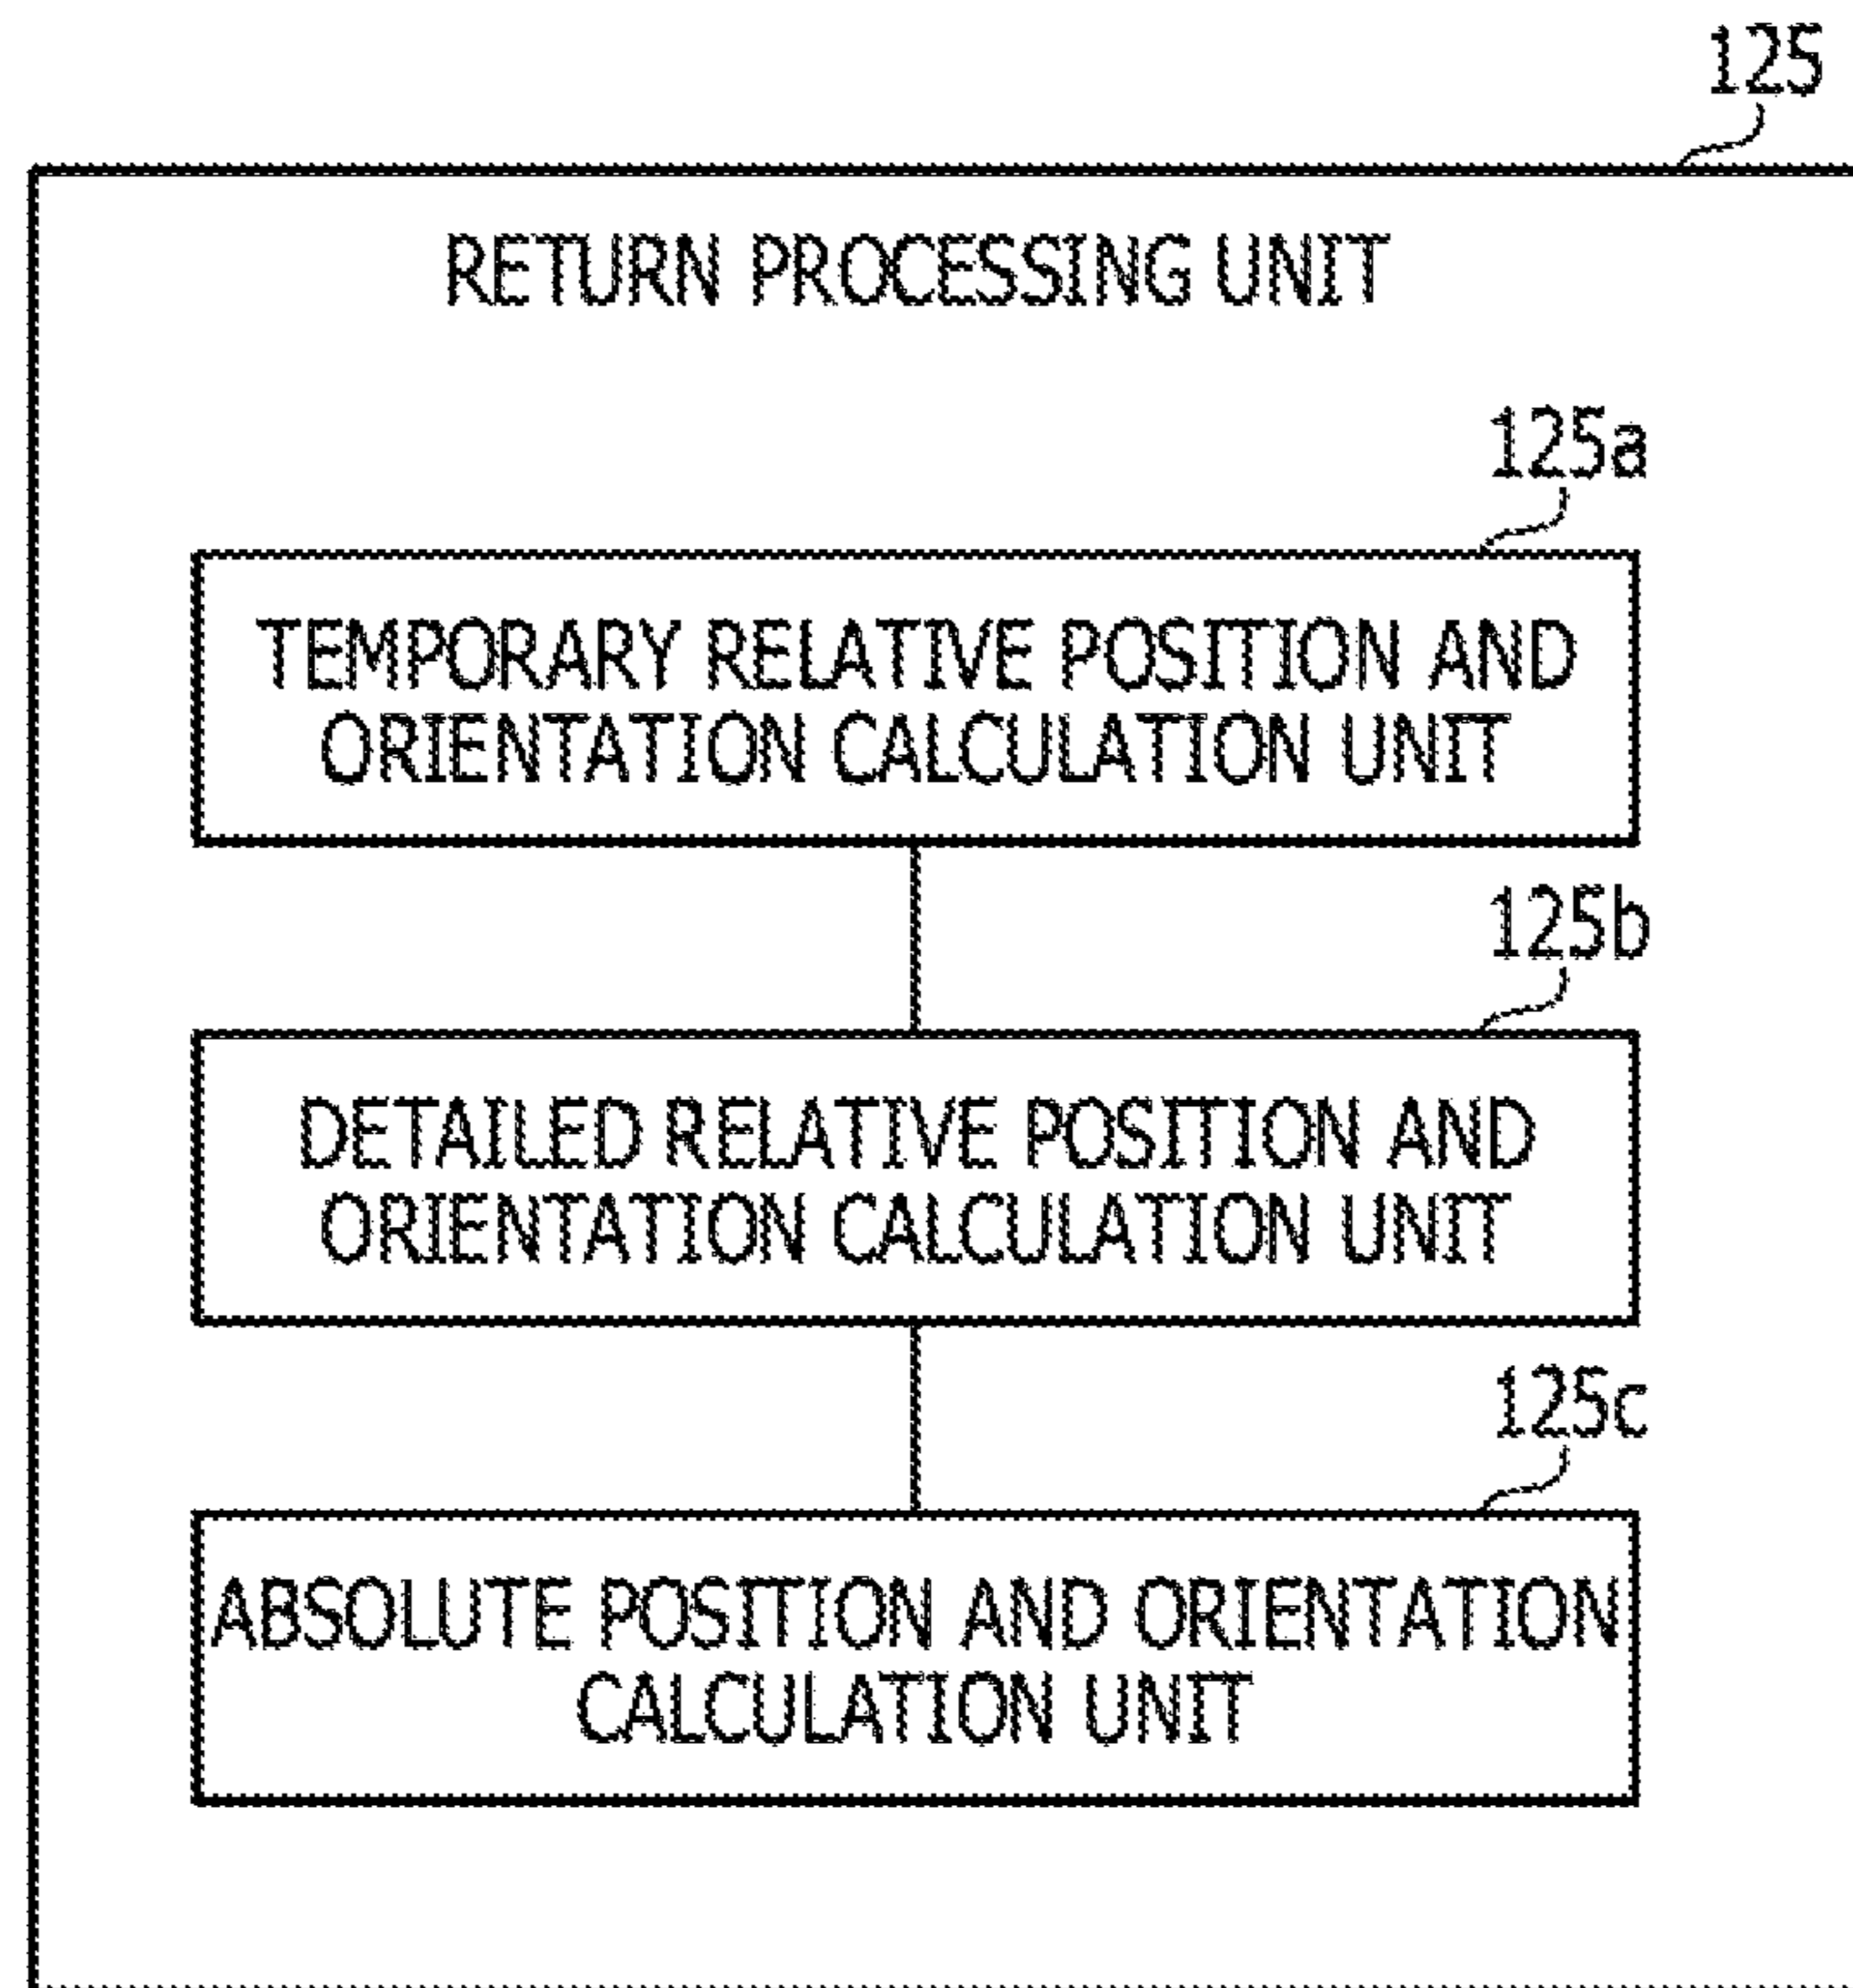 125
RETURN PROCESSING UNIT
125a
TEMPORARY RELATIVE POSITION AND
ORIENTATION CALCULATION UNIT
125b
DETAILED RELATIVE POSITION AND
ORIENTATION CALCULATION UNIT
125c
ABSOLUTE POSITION AND ORIENTATION
CALCULATION UNIT